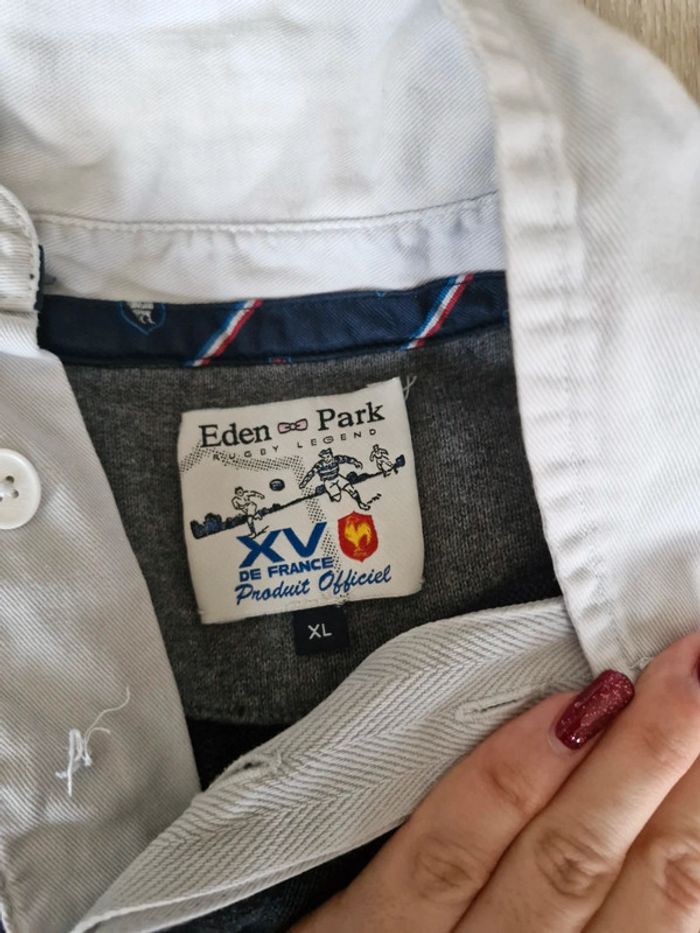 Eden Park
RUGBY LEGEND
XV
DE FRANCE
Produit Officiel
XL